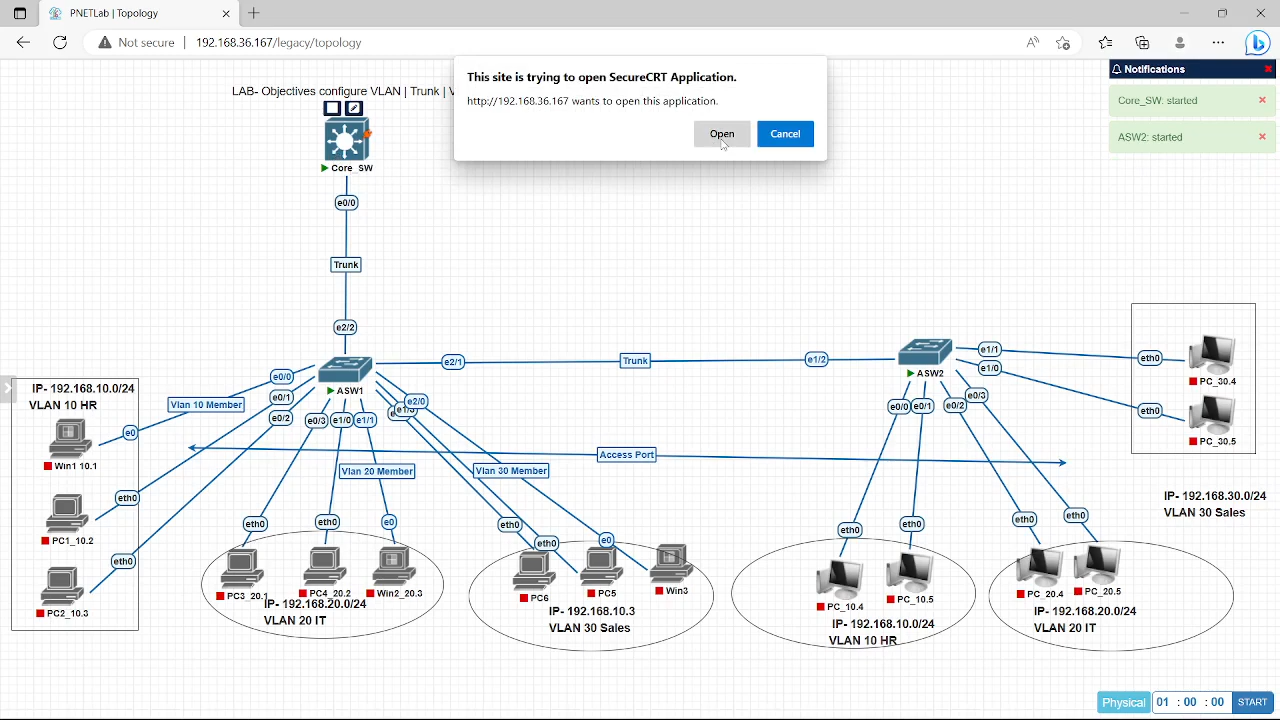 PNETLab | Topology
Not secure
192.168.36.167/legacy/topology
This site is trying to open SecureCRT Application.
http://192.168.36.167 wants to open this application.
Open
Cancel
Notifications
Core_SW: started
ASW2: started
LAB- Objectives configure VLAN | Trunk | V
Core_SW
e0/0
Trunk
e2/2
e2/1
Trunk
e1/2
ASW1
ASW2
e1/1
e1/0
eth0
PC_30.4
eth0
PC_30.5
IP- 192.168.30.0/24
VLAN 30 Sales
IP- 192.168.10.0/24
VLAN 10 HR
Vlan 10 Member
e0/0
e0/1
e0/2
e0/3
e1/0
e1/1
e1/3
e2/0
e0/0
e0/1
e0/2
e0/3
e0
Win1 10.1
Access Port
Vlan 20 Member
Vlan 30 Member
eth0
PC1_10.2
eth0
PC2_10.3
eth0
eth0
e0
PC3_20.1
PC4_20.2
Win2_20.3
IP- 192.168.20.0/24
VLAN 20 IT
eth0
eth0
e0
PC6
PC5
Win3
IP- 192.168.10.3
VLAN 30 Sales
eth0
eth0
PC_10.4
PC_10.5
IP- 192.168.10.0/24
VLAN 10 HR
eth0
eth0
PC_20.4
PC_20.5
IP- 192.168.20.0/24
VLAN 20 IT
Physical
01 : 00 : 00
START